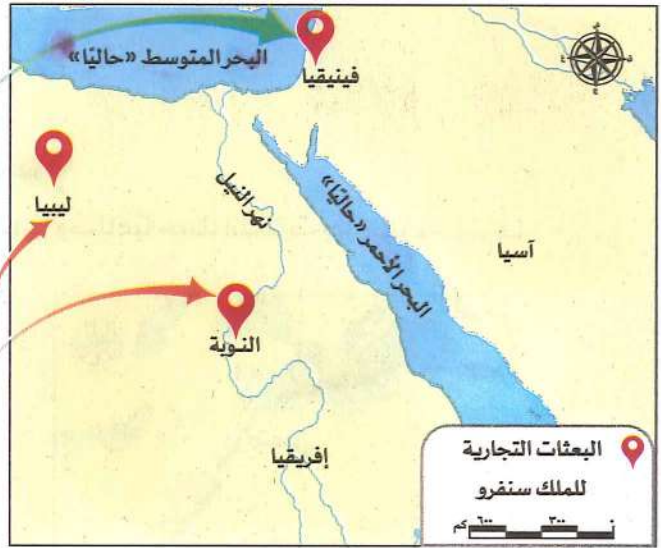 البحر المتوسط «حاليًا»
فينيقيا
ليبيا
نهر النيل
البحر الأحمر «حاليًا»
آسيا
النوبة
إفريقيا
البعثات التجارية
للملك سنفرو
٣٠٠ ٦٠٠ كم